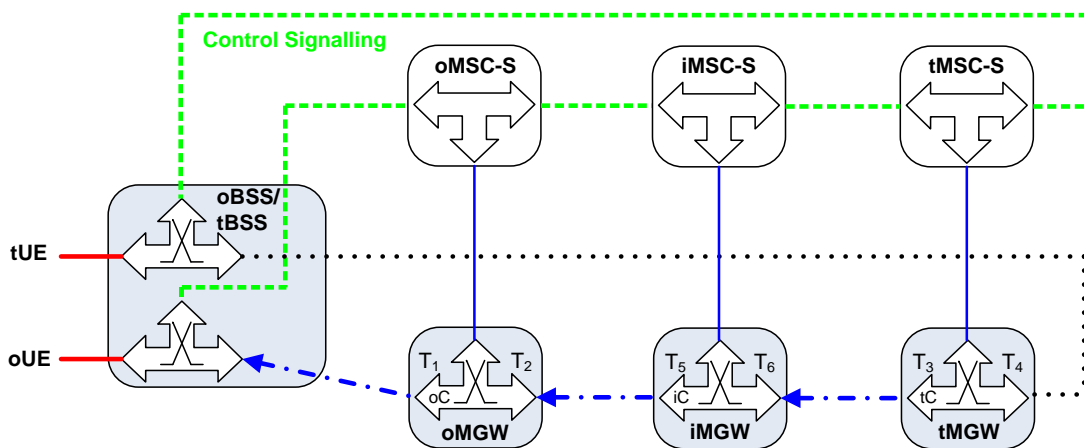 Control Signalling
oMSC-S
iMSC-S
tMSC-S
oBSS/
tBSS
tUE
oUE
T1
T2
T5
T6
T3
T4
oC
iC
tC
oMGW
iMGW
tMGW